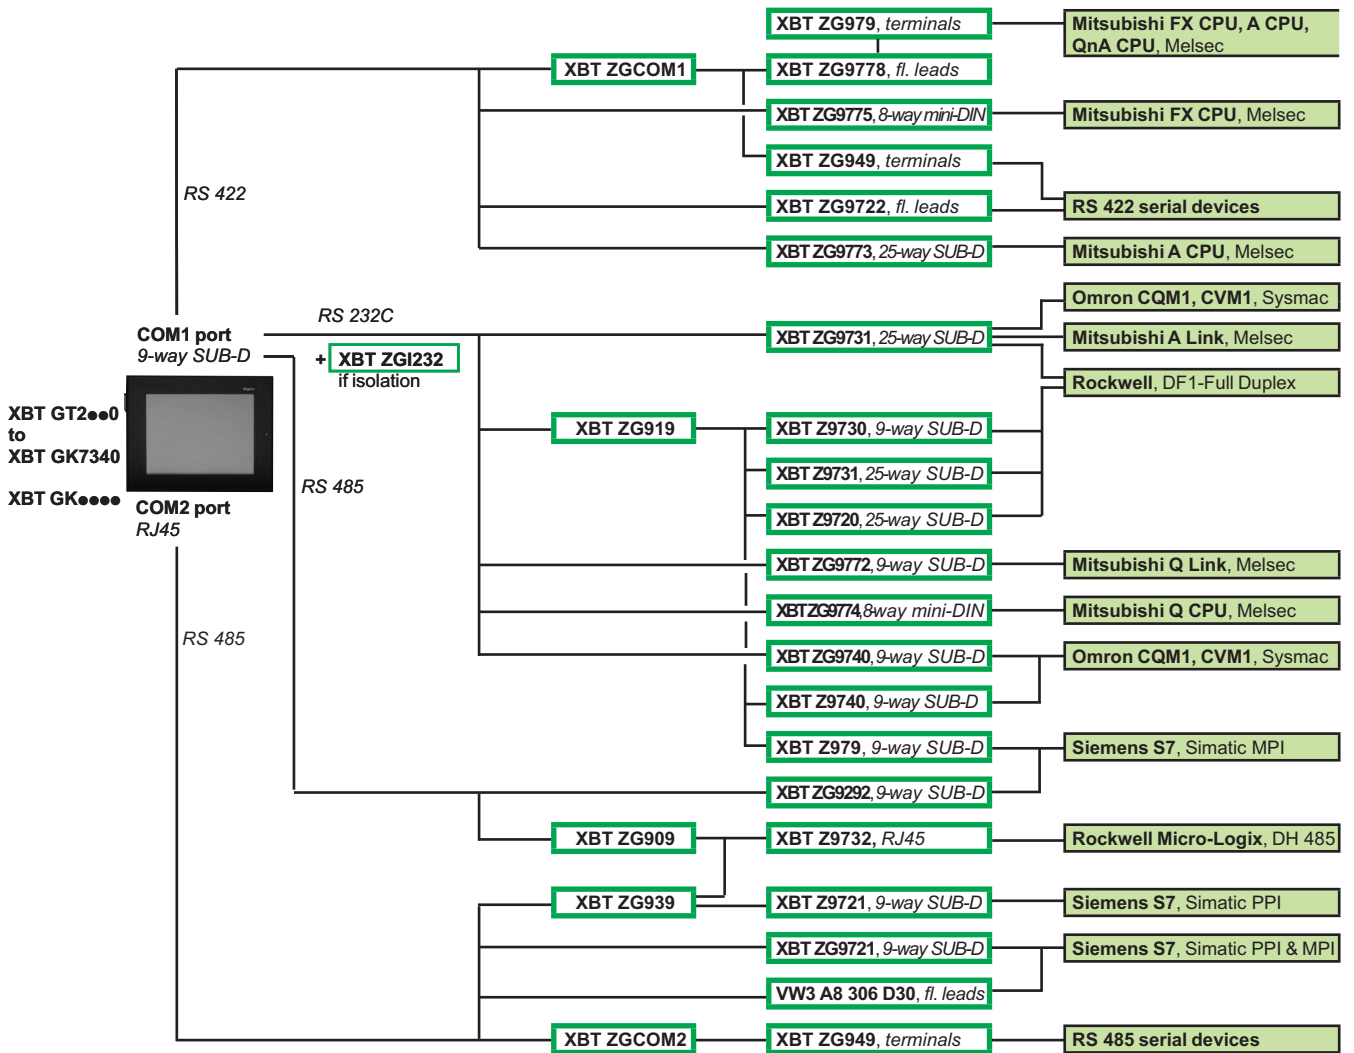 XBT ZG979, terminals
Mitsubishi FX CPU, A CPU,
QnA CPU, Melsec
XBT ZGCOM1
XBT ZG9778, fl. leads
XBT ZG9775, 8-way mini-DIN
Mitsubishi FX CPU, Melsec
XBT ZG949, terminals
RS 422
XBT ZG9722, fl. leads
RS 422 serial devices
XBT ZG9773, 25-way SUB-D
Mitsubishi A CPU, Melsec
Omron CQM1, CVM1, Sysmac
RS 232C
COM1 port
9-way SUB-D
+ XBT ZGI232
if isolation
XBT ZG9731, 25-way SUB-D
Mitsubishi A Link, Melsec
Rockwell, DF1-Full Duplex
XBT GT2●●0
to
XBT GK7340
XBT GK●●●●
COM2 port
RJ45
RS 485
XBT ZG919
XBT Z9730, 9-way SUB-D
XBT Z9731, 25-way SUB-D
XBT Z9720, 25-way SUB-D
XBT ZG9772, 9-way SUB-D
Mitsubishi Q Link, Melsec
XBTZG9774,8-way mini-DIN
Mitsubishi Q CPU, Melsec
RS 485
XBT ZG9740, 9-way SUB-D
Omron CQM1, CVM1, Sysmac
XBT Z9740, 9-way SUB-D
XBT Z979, 9-way SUB-D
Siemens S7, Simatic MPI
XBT ZG9292, 9-way SUB-D
XBT ZG909
XBT Z9732, RJ45
Rockwell Micro-Logix, DH 485
XBT ZG939
XBT Z9721, 9-way SUB-D
Siemens S7, Simatic PPI
XBT ZG9721, 9-way SUB-D
Siemens S7, Simatic PPI & MPI
VW3 A8 306 D30, fl. leads
XBT ZGCOM2
XBT ZG949, terminals
RS 485 serial devices